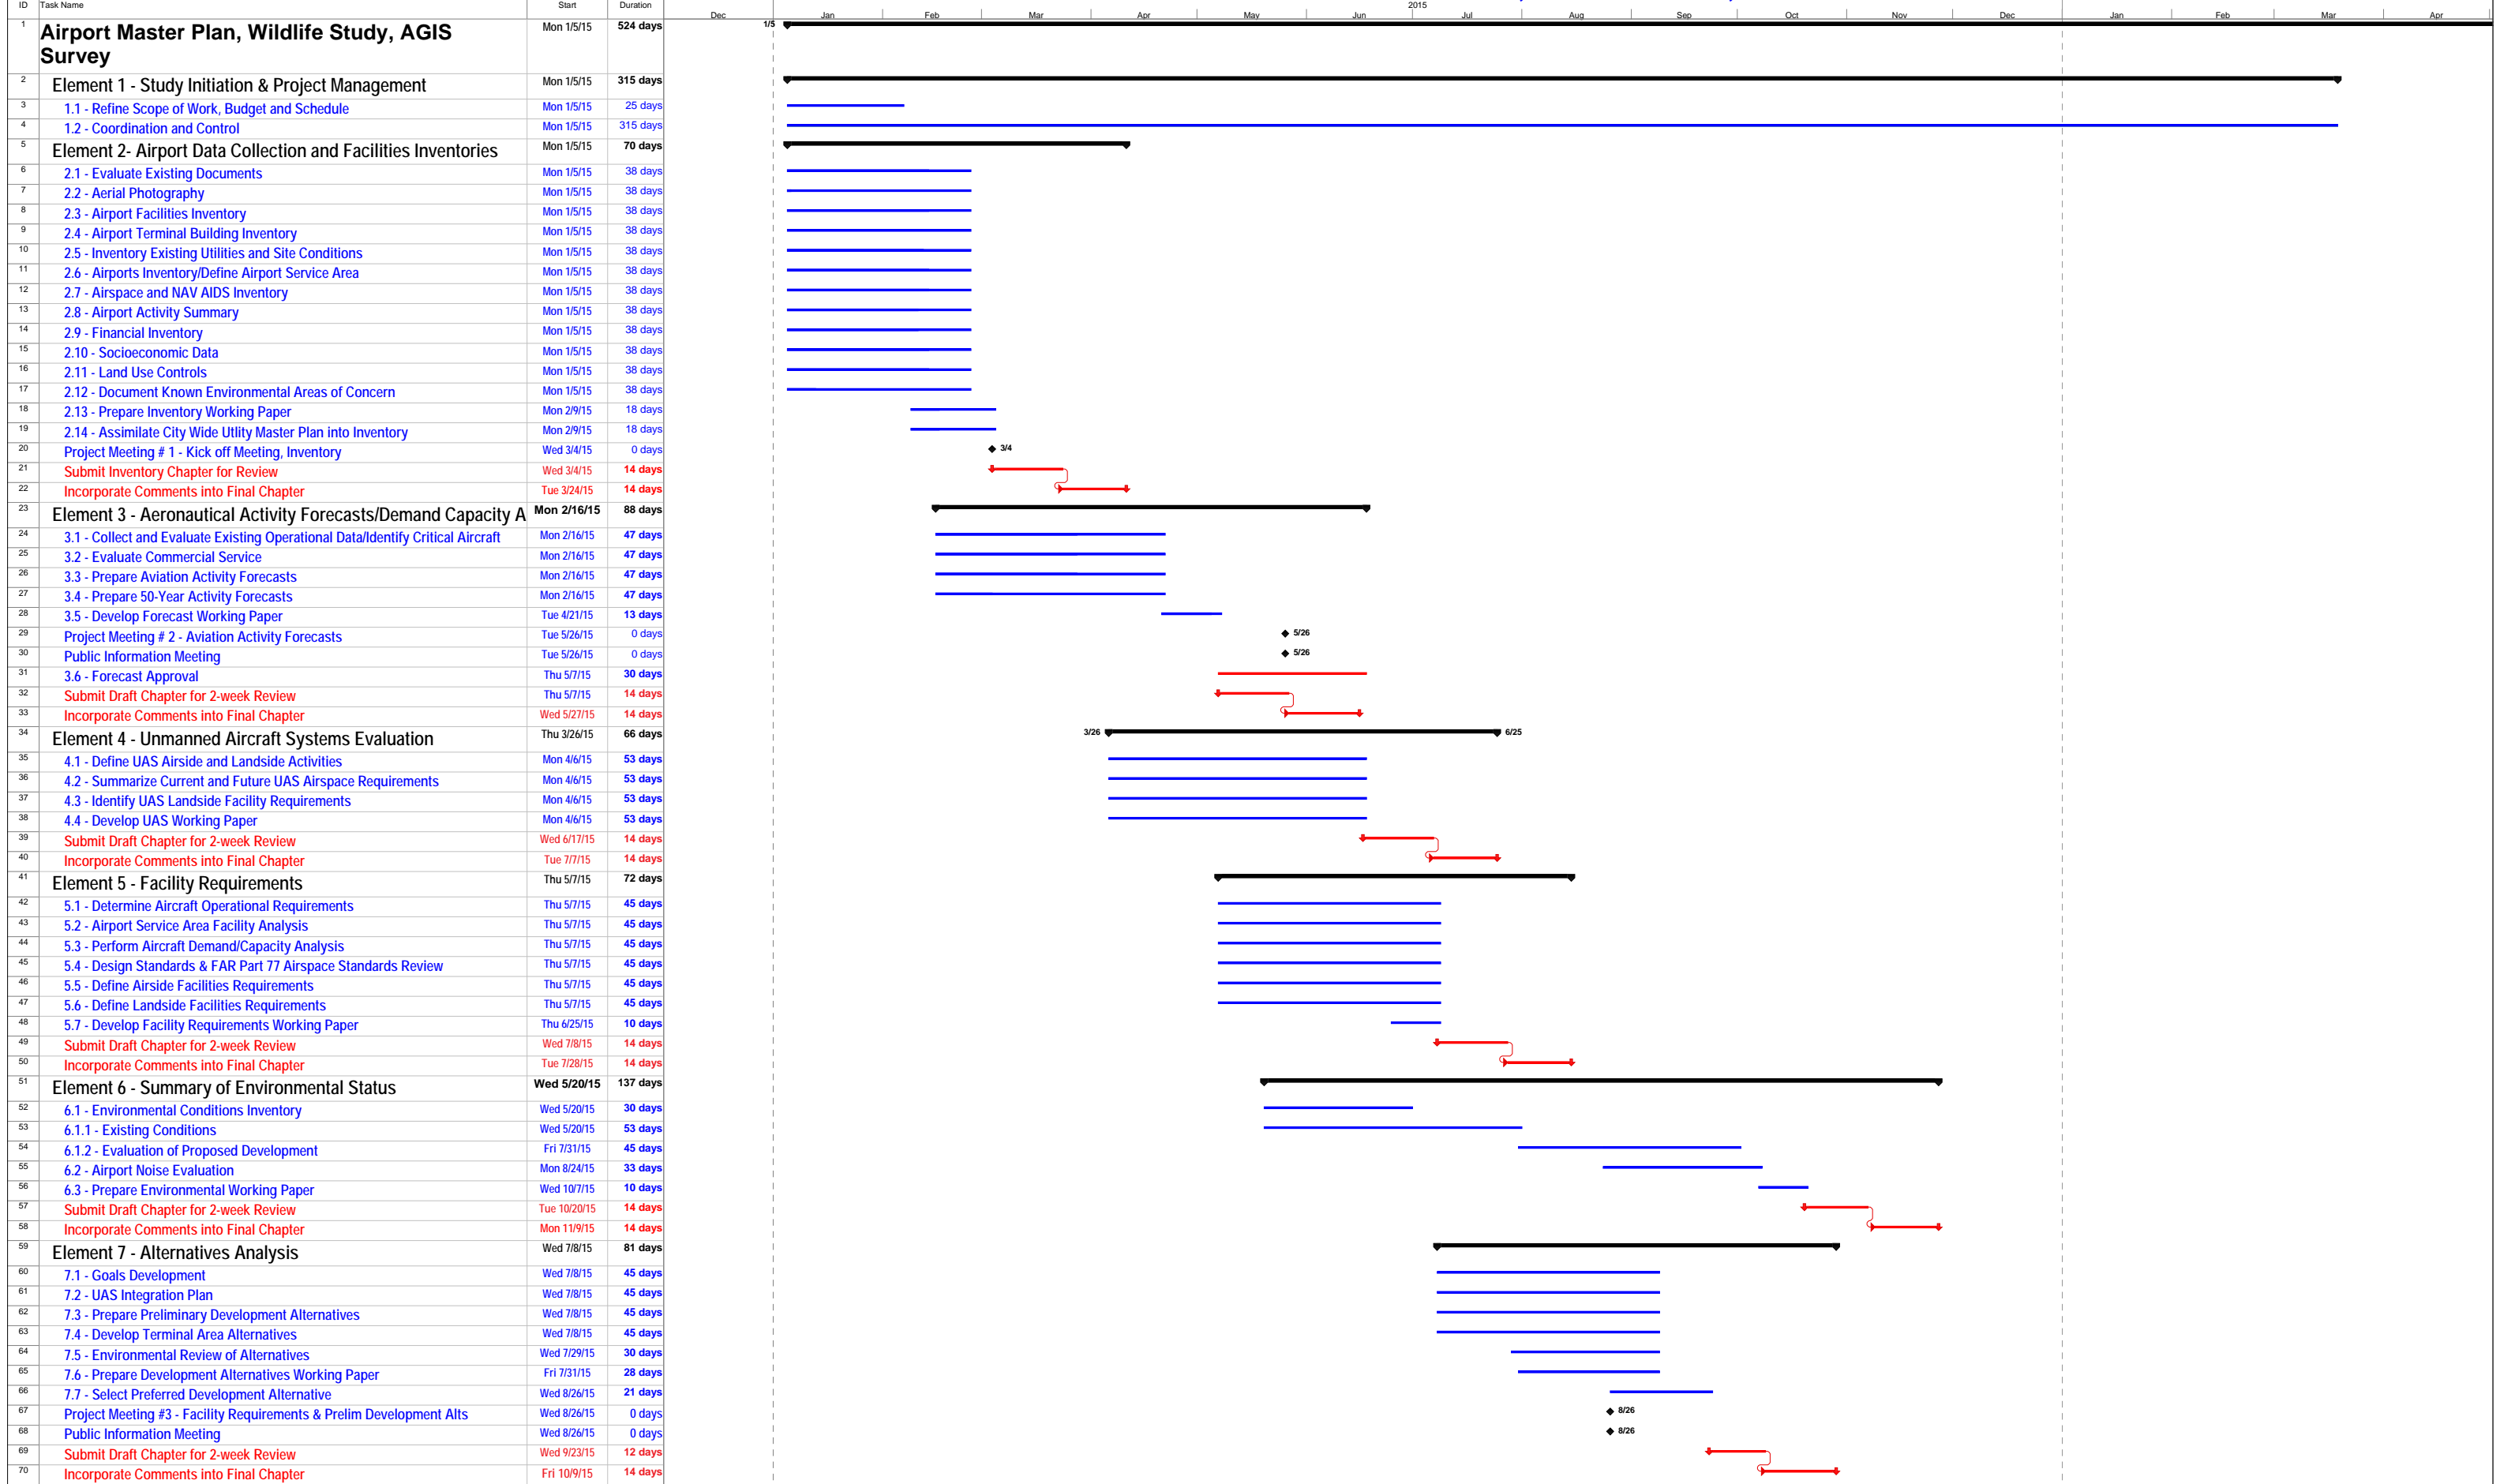 ID Task Name Start Duration 2015
Dec Jan Feb Mar Apr May Jun Jul Aug Sep Oct Nov Dec Jan Feb Mar Apr
1 Airport Master Plan, Wildlife Study, AGIS Mon 1/5/15 524 days 1/5
Survey
2 Element 1 - Study Initiation & Project Management Mon 1/5/15 315 days
3 1.1 - Refine Scope of Work, Budget and Schedule Mon 1/5/15 25 days
4 1.2 - Coordination and Control Mon 1/5/15 315 days
5 Element 2- Airport Data Collection and Facilities Inventories Mon 1/5/15 70 days
6 2.1 - Evaluate Existing Documents Mon 1/5/15 38 days
7 2.2 - Aerial Photography Mon 1/5/15 38 days
8 2.3 - Airport Facilities Inventory Mon 1/5/15 38 days
9 2.4 - Airport Terminal Building Inventory Mon 1/5/15 38 days
10 2.5 - Inventory Existing Utilities and Site Conditions Mon 1/5/15 38 days
11 2.6 - Airports Inventory/Define Airport Service Area Mon 1/5/15 38 days
12 2.7 - Airspace and NAV AIDS Inventory Mon 1/5/15 38 days
13 2.8 - Airport Activity Summary Mon 1/5/15 38 days
14 2.9 - Financial Inventory Mon 1/5/15 38 days
15 2.10 - Socioeconomic Data Mon 1/5/15 38 days
16 2.11 - Land Use Controls Mon 1/5/15 38 days
17 2.12 - Document Known Environmental Areas of Concern Mon 1/5/15 38 days
18 2.13 - Prepare Inventory Working Paper Mon 2/9/15 18 days
19 2.14 - Assimilate City Wide Utlity Master Plan into Inventory Mon 2/9/15 18 days
20 Project Meeting # 1 - Kick off Meeting, Inventory Wed 3/4/15 0 days 3/4
21 Submit Inventory Chapter for Review Wed 3/4/15 14 days
22 Incorporate Comments into Final Chapter Tue 3/24/15 14 days
23 Element 3 - Aeronautical Activity Forecasts/Demand Capacity A Mon 2/16/15 88 days
24 3.1 - Collect and Evaluate Existing Operational Data/Identify Critical Aircraft Mon 2/16/15 47 days
25 3.2 - Evaluate Commercial Service Mon 2/16/15 47 days
26 3.3 - Prepare Aviation Activity Forecasts Mon 2/16/15 47 days
27 3.4 - Prepare 50-Year Activity Forecasts Mon 2/16/15 47 days
28 3.5 - Develop Forecast Working Paper Tue 4/21/15 13 days
29 Project Meeting # 2 - Aviation Activity Forecasts Tue 5/26/15 0 days 5/26
30 Public Information Meeting Tue 5/26/15 0 days 5/26
31 3.6 - Forecast Approval Thu 5/7/15 30 days
32 Submit Draft Chapter for 2-week Review Thu 5/7/15 14 days
33 Incorporate Comments into Final Chapter Wed 5/27/15 14 days
34 Element 4 - Unmanned Aircraft Systems Evaluation Thu 3/26/15 66 days 3/26 6/25
35 4.1 - Define UAS Airside and Landside Activities Mon 4/6/15 53 days
36 4.2 - Summarize Current and Future UAS Airspace Requirements Mon 4/6/15 53 days
37 4.3 - Identify UAS Landside Facility Requirements Mon 4/6/15 53 days
38 4.4 - Develop UAS Working Paper Mon 4/6/15 53 days
39 Submit Draft Chapter for 2-week Review Wed 6/17/15 14 days
40 Incorporate Comments into Final Chapter Tue 7/7/15 14 days
41 Element 5 - Facility Requirements Thu 5/7/15 72 days
42 5.1 - Determine Aircraft Operational Requirements Thu 5/7/15 45 days
43 5.2 - Airport Service Area Facility Analysis Thu 5/7/15 45 days
44 5.3 - Perform Aircraft Demand/Capacity Analysis Thu 5/7/15 45 days
45 5.4 - Design Standards & FAR Part 77 Airspace Standards Review Thu 5/7/15 45 days
46 5.5 - Define Airside Facilities Requirements Thu 5/7/15 45 days
47 5.6 - Define Landside Facilities Requirements Thu 5/7/15 45 days
48 5.7 - Develop Facility Requirements Working Paper Thu 6/25/15 10 days
49 Submit Draft Chapter for 2-week Review Wed 7/8/15 14 days
50 Incorporate Comments into Final Chapter Tue 7/28/15 14 days
51 Element 6 - Summary of Environmental Status Wed 5/20/15 137 days
52 6.1 - Environmental Conditions Inventory Wed 5/20/15 30 days
53 6.1.1 - Existing Conditions Wed 5/20/15 53 days
54 6.1.2 - Evaluation of Proposed Development Fri 7/31/15 45 days
55 6.2 - Airport Noise Evaluation Mon 8/24/15 33 days
56 6.3 - Prepare Environmental Working Paper Wed 10/7/15 10 days
57 Submit Draft Chapter for 2-week Review Tue 10/20/15 14 days
58 Incorporate Comments into Final Chapter Mon 11/9/15 14 days
59 Element 7 - Alternatives Analysis Wed 7/8/15 81 days
60 7.1 - Goals Development Wed 7/8/15 45 days
61 7.2 - UAS Integration Plan Wed 7/8/15 45 days
62 7.3 - Prepare Preliminary Development Alternatives Wed 7/8/15 45 days
63 7.4 - Develop Terminal Area Alternatives Wed 7/8/15 45 days
64 7.5 - Environmental Review of Alternatives Wed 7/29/15 30 days
65 7.6 - Prepare Development Alternatives Working Paper Fri 7/31/15 28 days
66 7.7 - Select Preferred Development Alternative Wed 8/26/15 21 days
67 Project Meeting #3 - Facility Requirements & Prelim Development Alts Wed 8/26/15 0 days 8/26
68 Public Information Meeting Wed 8/26/15 0 days 8/26
69 Submit Draft Chapter for 2-week Review Wed 9/23/15 12 days
70 Incorporate Comments into Final Chapter Fri 10/9/15 14 days